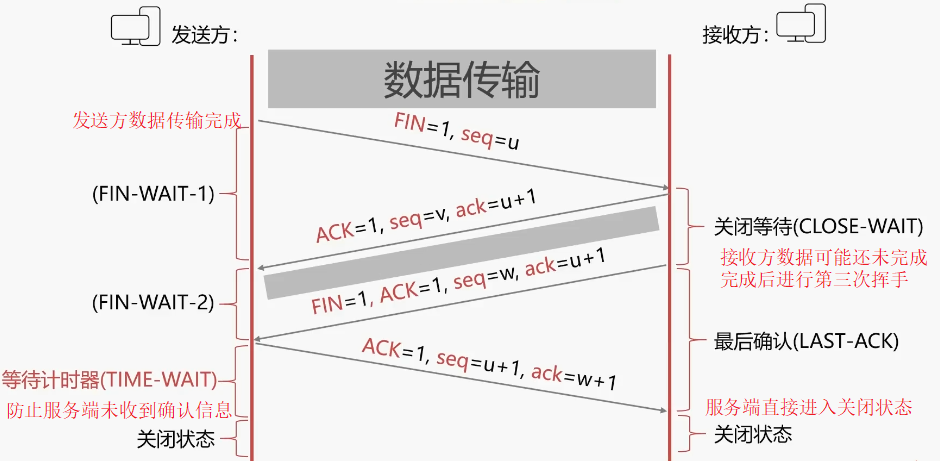 发送方：
接收方：
数据传输
发送方数据传输完成
FIN=1, seq=u
(FIN-WAIT-1)
ACK=1, seq=v, ack=u+1
关闭等待(CLOSE-WAIT)
接收方数据可能还未完成
完成后进行第三次挥手
(FIN-WAIT-2)
FIN=1, ACK=1, seq=w, ack=u+1
最后确认(LAST-ACK)
ACK=1, seq=u+1, ack=w+1
等待计时器(TIME-WAIT)
防止服务端未收到确认信息
服务端直接进入关闭状态
关闭状态
关闭状态